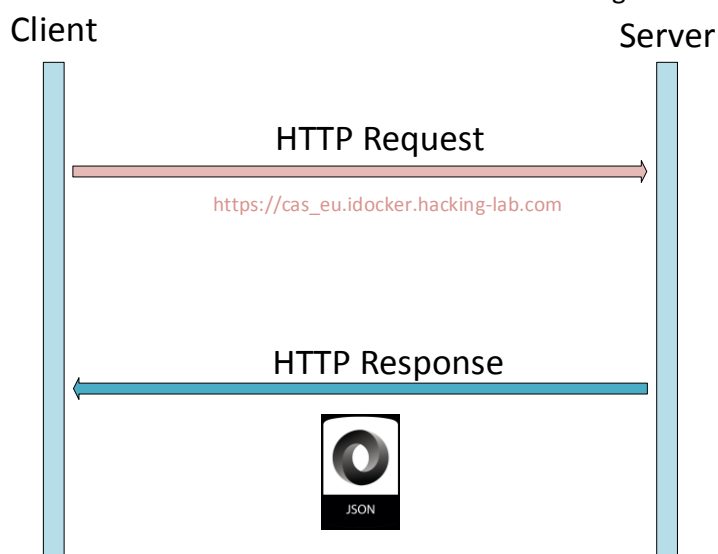 Client
Server
HTTP Request
https://cas_eu.idocker.hacking-lab.com
HTTP Response
JSON